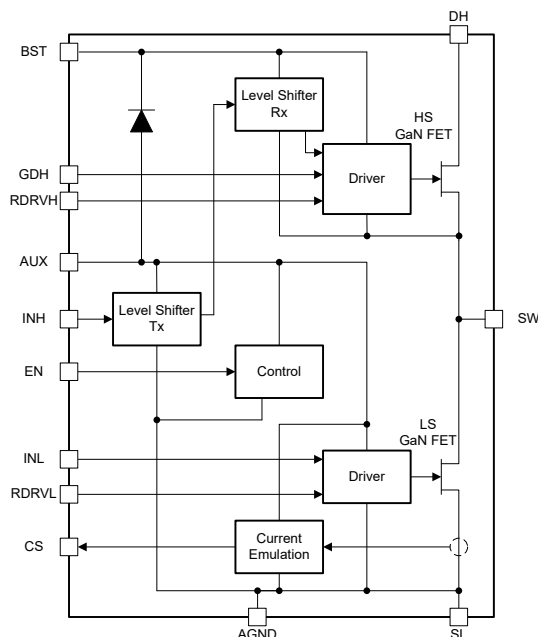 DH
BST
Level Shifter
Rx
HS
GaN FET
GDH
Driver
RDRVH
AUX
INH
Level Shifter
Tx
SW
EN
Control
LS
GaN FET
INL
Driver
RDRVL
CS
Current
Emulation
AGND
SL